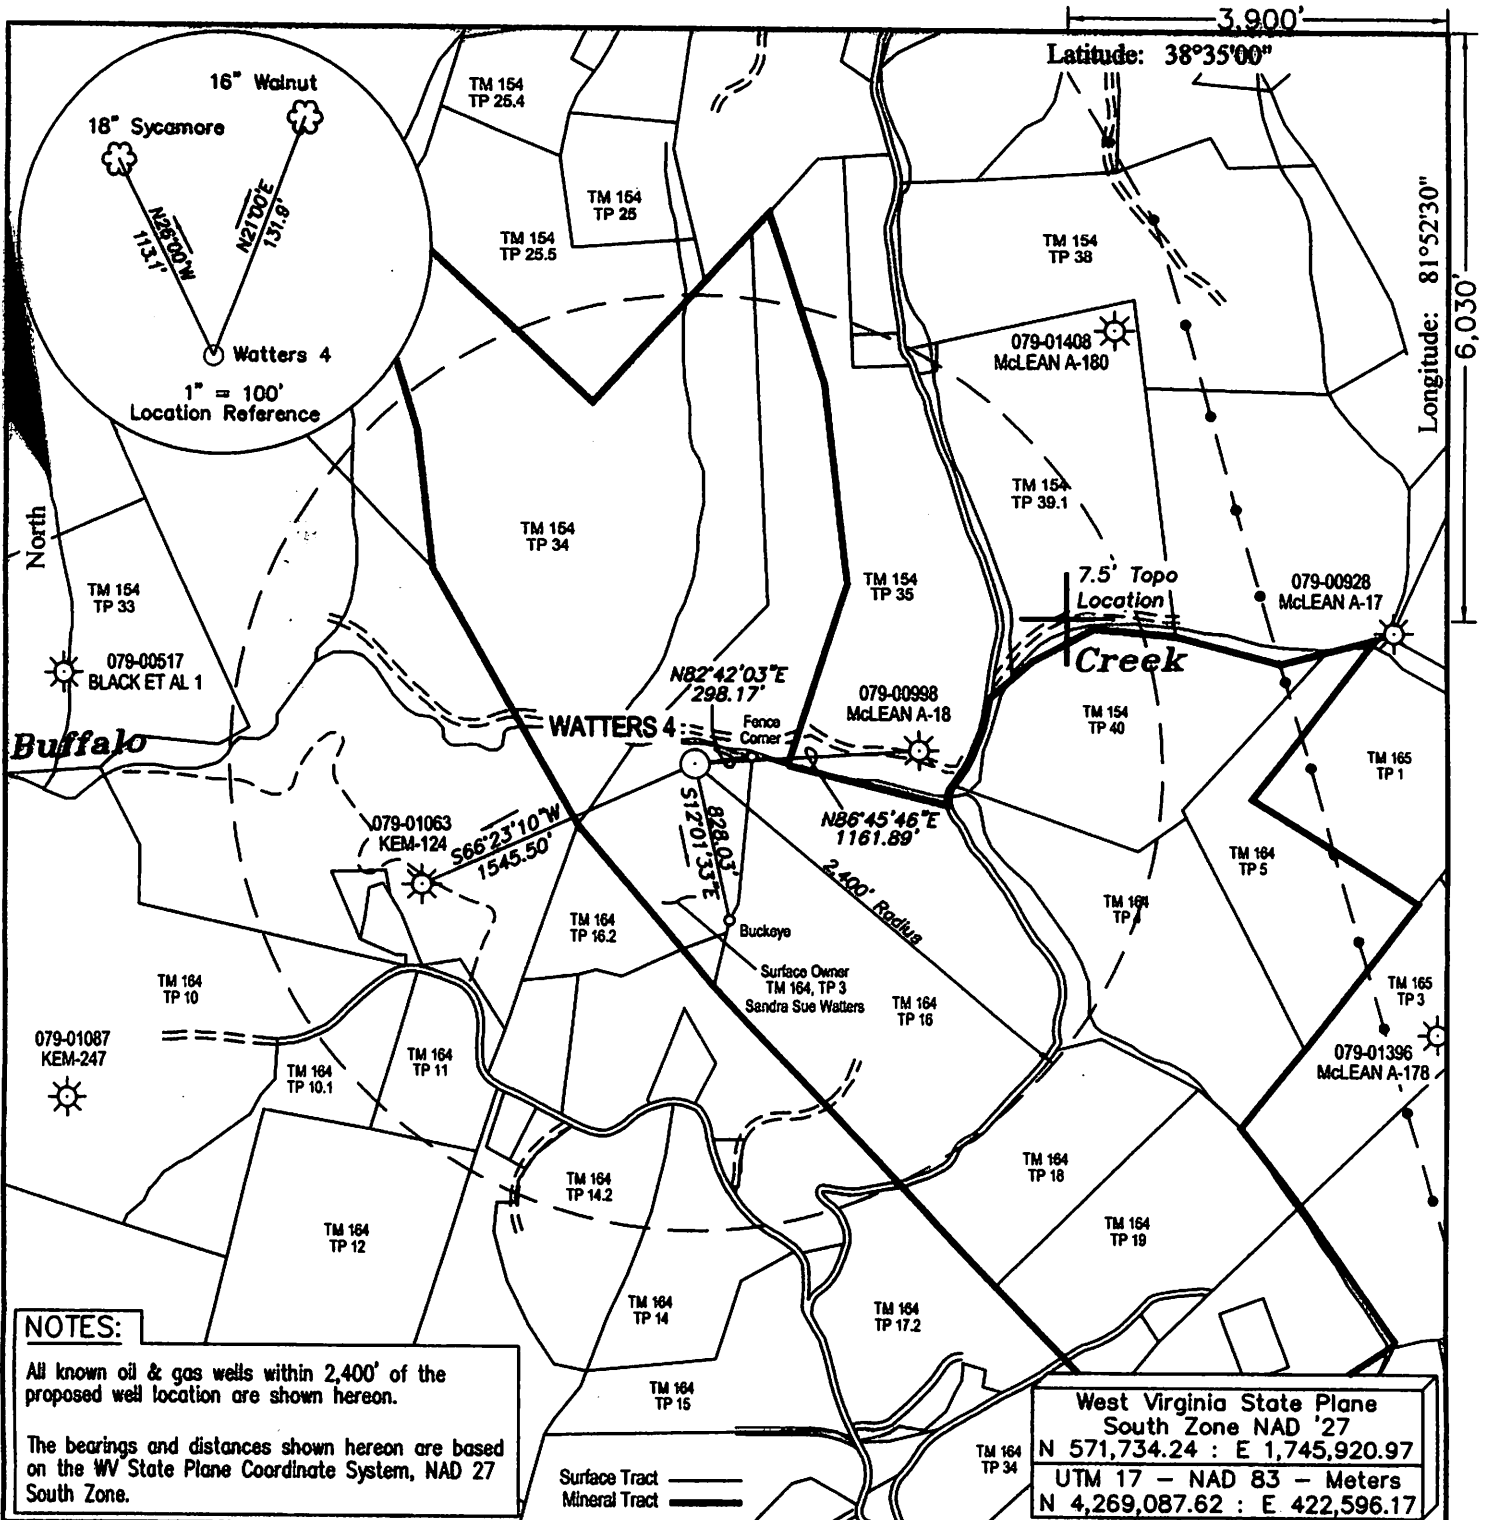 3,900'
Latitude: 38°35'00"
Longitude: 81°52'30"
6,030'
16" Walnut
18" Sycamore
N26°00'W
113.1'
N21°00'E
131.9'
Watters 4
1" = 100'
Location Reference
North
TM 154
TP 25.4
TM 154
TP 25
TM 154
TP 25.5
TM 154
TP 38
079-01408
McLEAN A-180
TM 154
TP 39.1
TM 154
TP 34
TM 154
TP 33
TM 154
TP 35
7.5' Topo
Location
079-00928
McLEAN A-17
079-00517
BLACK ET AL 1
Creek
N82°42'03"E
298.17'
079-00998
McLEAN A-18
WATTERS 4
Fence
Corner
TM 154
TP 40
Buffalo
TM 165
TP 1
079-01063
KEM-124
S66°23'10"W
1545.50'
828.03'
S12°01'33"E
N86°45'46"E
1161.89'
2,400' Radius
TM 164
TP 5
TM 164
TP
TM 164
TP 16.2
Buckeye
Surface Owner
TM 164, TP 3
Sandra Sue Watters
TM 164
TP 16
TM 164
TP 10
TM 165
TP 3
079-01087
KEM-247
TM 164
TP 10.1
TM 164
TP 11
079-01396
McLEAN A-178
TM 164
TP 14.2
TM 164
TP 18
TM 164
TP 12
TM 164
TP 19
TM 164
TP 14
TM 164
TP 17.2
TM 164
TP 15
TM 164
TP 34
NOTES:
All known oil & gas wells within 2,400' of the
proposed well location are shown hereon.
The bearings and distances shown hereon are based
on the WV State Plane Coordinate System, NAD 27
South Zone.
Surface Tract
Mineral Tract
West Virginia State Plane
South Zone NAD '27
N 571,734.24 : E 1,745,920.97
UTM 17 - NAD 83 - Meters
N 4,269,087.62 : E 422,596.17